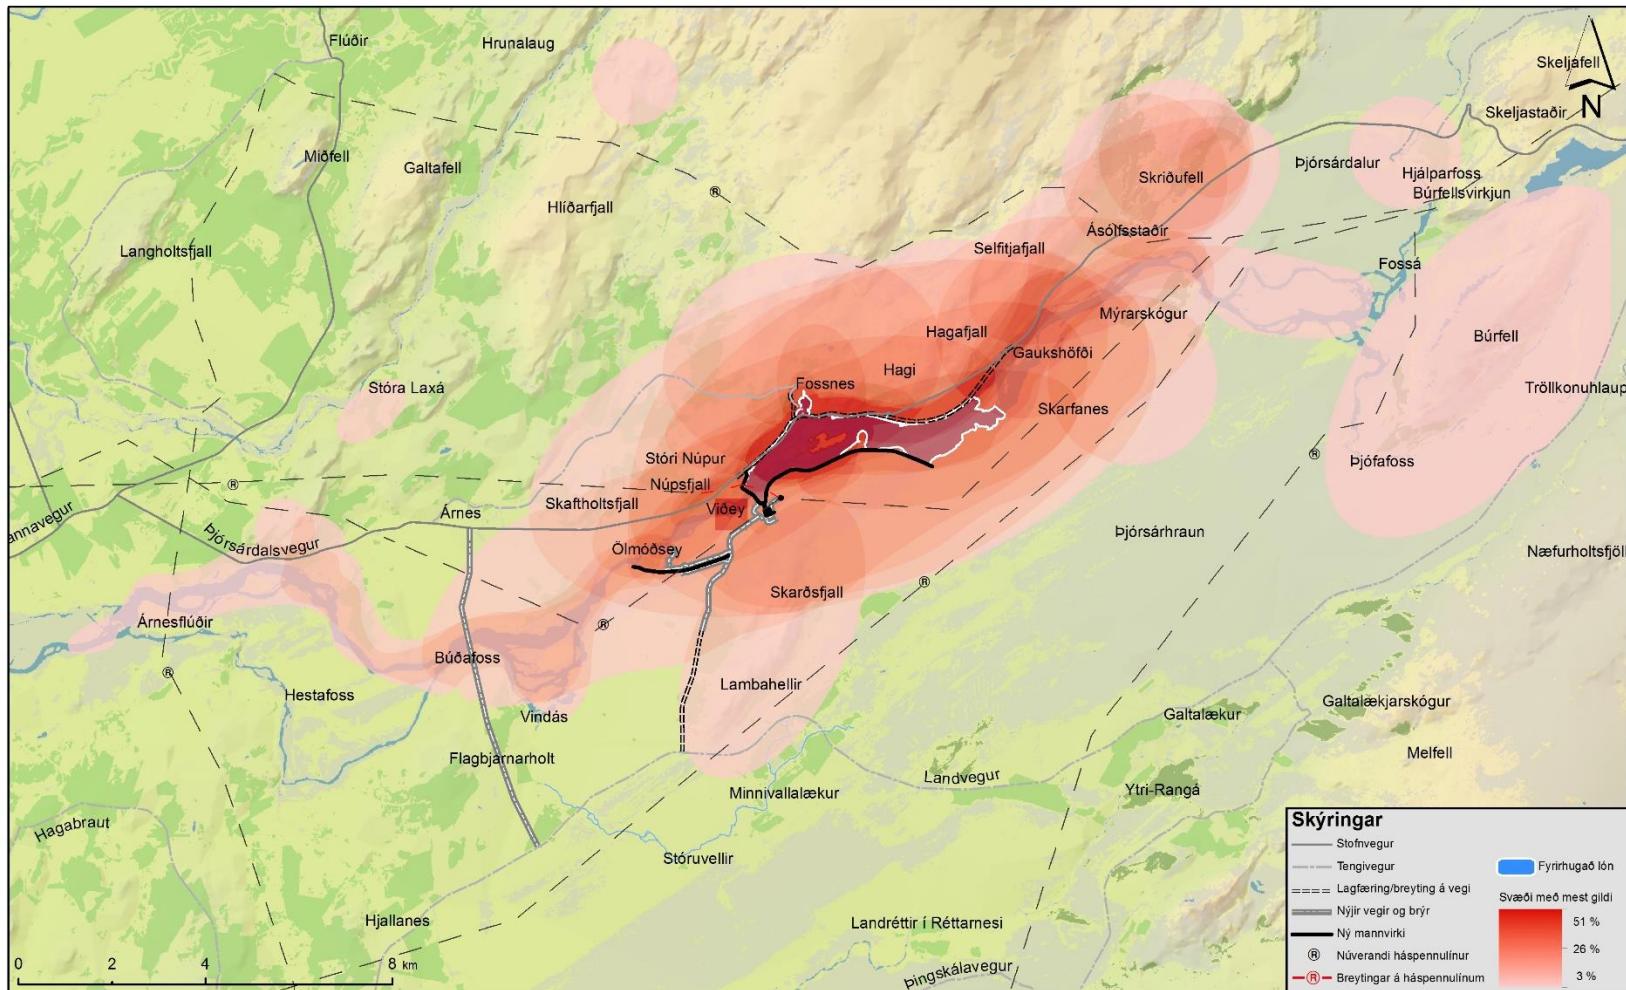 Flúðir
Hrunalaug
Skeljafell
N
Skeljastaðir
Miðfell
Galtafell
Skriðufell
Þjórsárdalur
Hjálparfoss
Búrfellsvirkjun
Hlíðarfjall
Ásólfsstaðir
Langholtsfjall
Selfitjafjall
Fossá
Mýrarskógur
Hagafjall
Búrfell
Gaukshöfði
Hagi
Fossnes
Stóra Laxá
Tröllkonuhlaup
Skarfanes
Stóri Núpur
Þjófafoss
Núpsfjall
Skaftholtsfjall
Viðey
Árnes
annavegur
Þjórsárdalsvegur
Þjórsárhraun
Ölmóðsey
Næfurholtsfjöll
Skarðsfjall
Árnesflúðir
Búðafoss
Lambahellir
Hestafoss
Vindás
Galtalækur
Galtalækjarskógur
Flagbjarnarholt
Melfell
Landvegur
Minnivallalækur
Ytri-Rangá
Hagabraut
Stóruvellir
Hjallanes
Landréttir í Réttarnesi
Þingskálavegur
0 2 4 8 km
Skýringar
Stofnvegur
Tengivegur
Lagfæring/breyting á vegi
Nýjir vegir og brýr
Ný mannvirki
® Núverandi háspennulínur
® Breytingar á háspennulínum
Fyrirhugað lón
Svæði með mest gildi
51 %
26 %
3 %
®
®
®
®
®
®